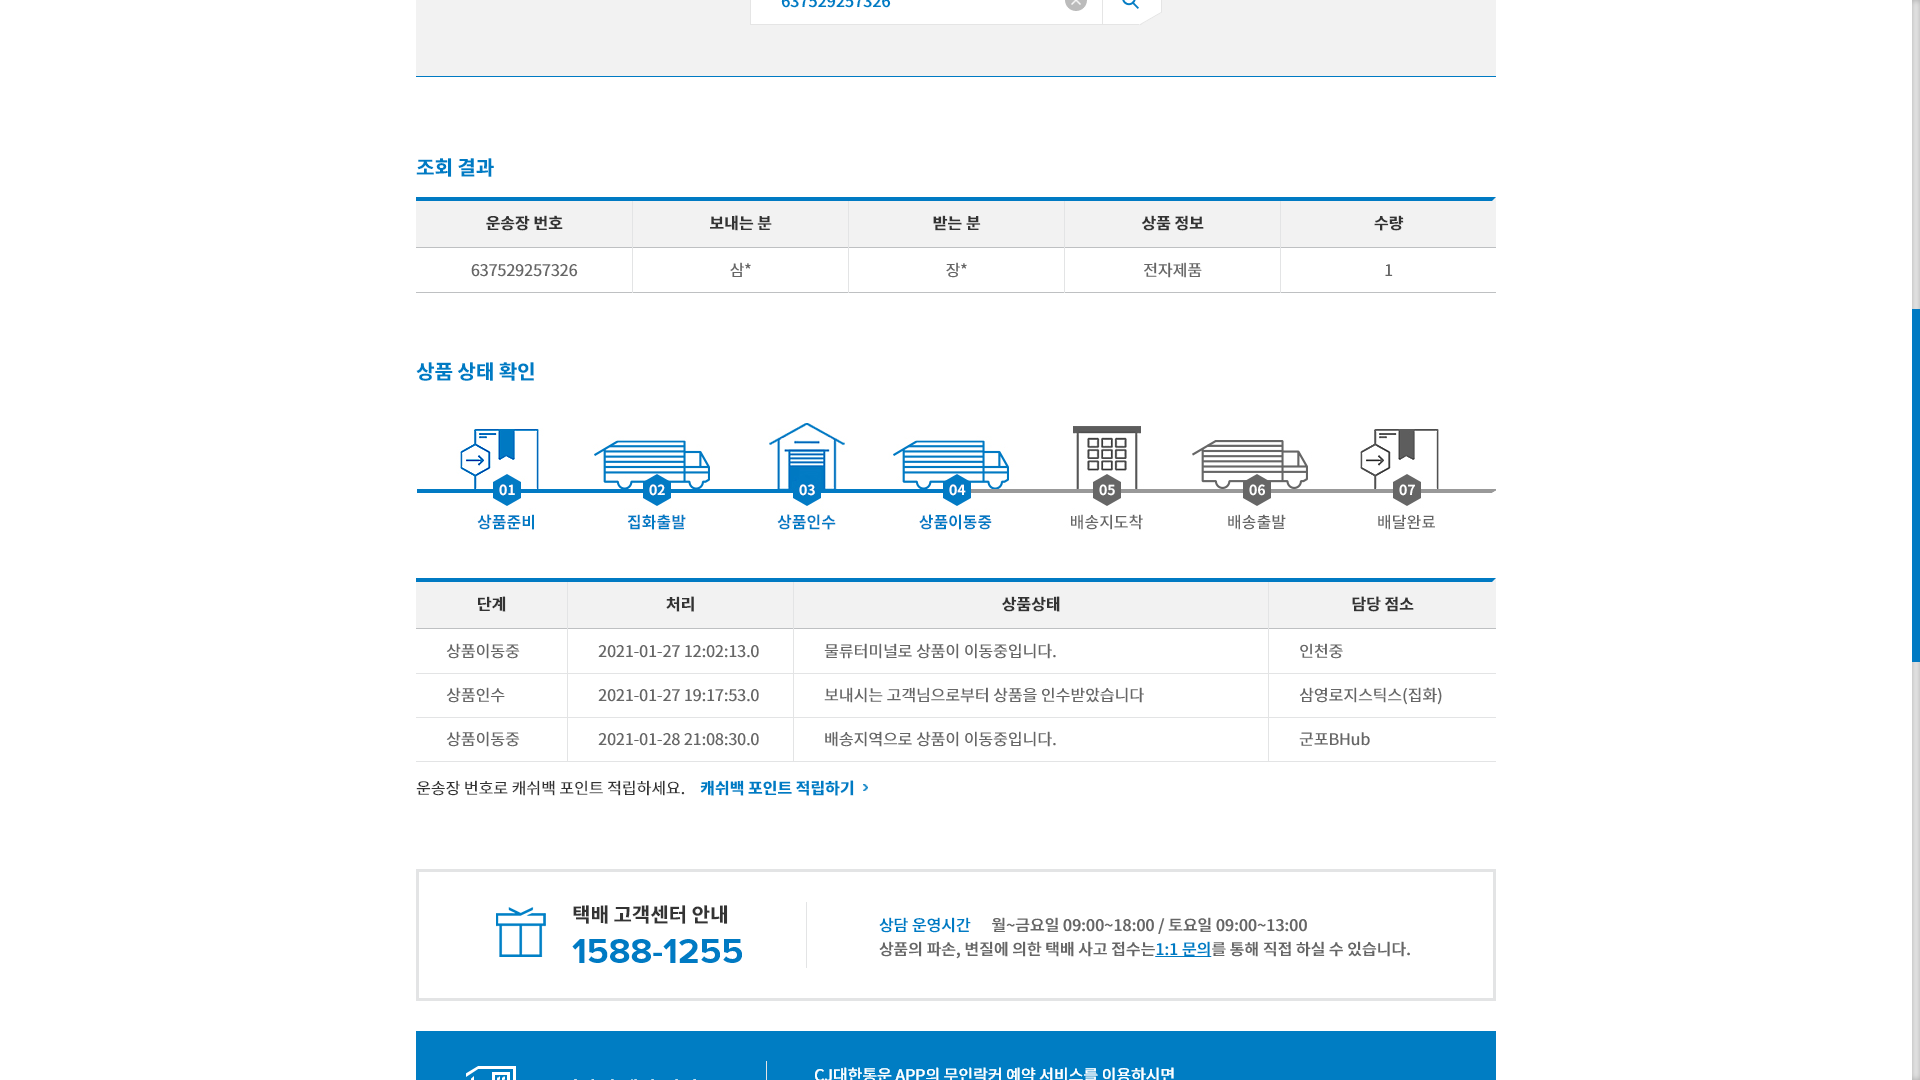 637529257326
조회 결과
운송장 번호 보내는 분 받는 분 상품 정보 수량
637529257326 삼* 장* 전자제품 1
상품 상태 확인
01 02 03 04 05 06 07
상품준비 집화출발 상품인수 상품이동중 배송지도착 배송출발 배달완료
단계 처리 상품상태 담당 점소
상품이동중 2021-01-27 12:02:13.0 물류터미널로 상품이 이동중입니다. 인천중
상품인수 2021-01-27 19:17:53.0 보내시는 고객님으로부터 상품을 인수받았습니다 삼영로지스틱스(집화)
상품이동중 2021-01-28 21:08:30.0 배송지역으로 상품이 이동중입니다. 군포BHub
운송장 번호로 캐쉬백 포인트 적립하세요. 캐쉬백 포인트 적립하기
택배 고객센터 안내
1588-1255
상담 운영시간 월~금요일 09:00~18:00 / 토요일 09:00~13:00
상품의 파손, 변질에 의한 택배 사고 접수는1:1 문의를 통해 직접 하실 수 있습니다.
CJ대한통운 APP의 무인락커 예약 서비스를 이용하시면